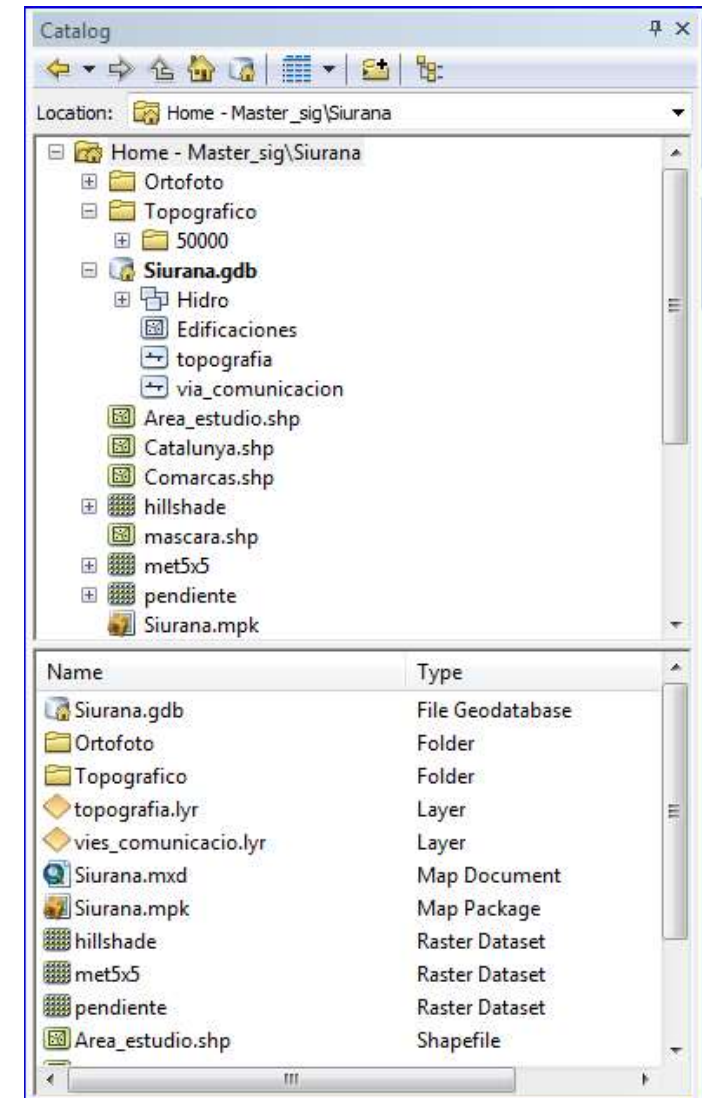 Catalog
Location: Home - Master_sig\Siurana
Home - Master_sig\Siurana
Ortofoto
Topografico
50000
Siurana.gdb
Hidro
Edificaciones
topografia
via_comunicacion
Area_estudio.shp
Catalunya.shp
Comarcas.shp
hillshade
mascara.shp
met5x5
pendiente
Siurana.mpk
Name Type
Siurana.gdb File Geodatabase
Ortofoto Folder
Topografico Folder
topografia.lyr Layer
vies_comunicacio.lyr Layer
Siurana.mxd Map Document
Siurana.mpk Map Package
hillshade Raster Dataset
met5x5 Raster Dataset
pendiente Raster Dataset
Area_estudio.shp Shapefile